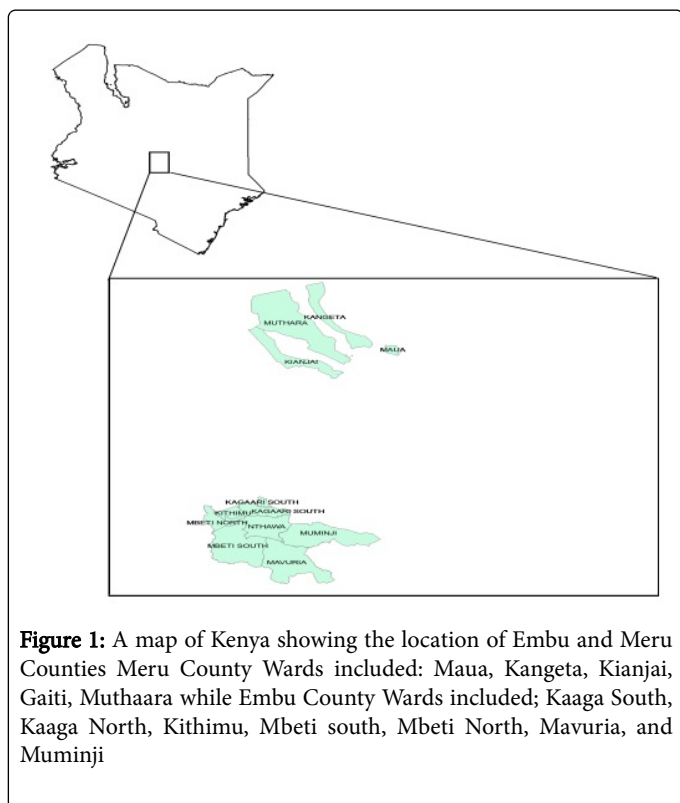 KANGETA
MUTHARA
MAUA
KIANJAI
KAGAARI SOUTH
KITHIMU KAGAARI SOUTH
MBETI NORTH
NTHAWA
MUMINJI
MBETI SOUTH
MAVURIA
Figure 1: A map of Kenya showing the location of Embu and Meru
Counties Meru County Wards included: Maua, Kangeta, Kianjai,
Gaiti, Muthaara while Embu County Wards included; Kaaga South,
Kaaga North, Kithimu, Mbeti south, Mbeti North, Mavuria, and
Muminji